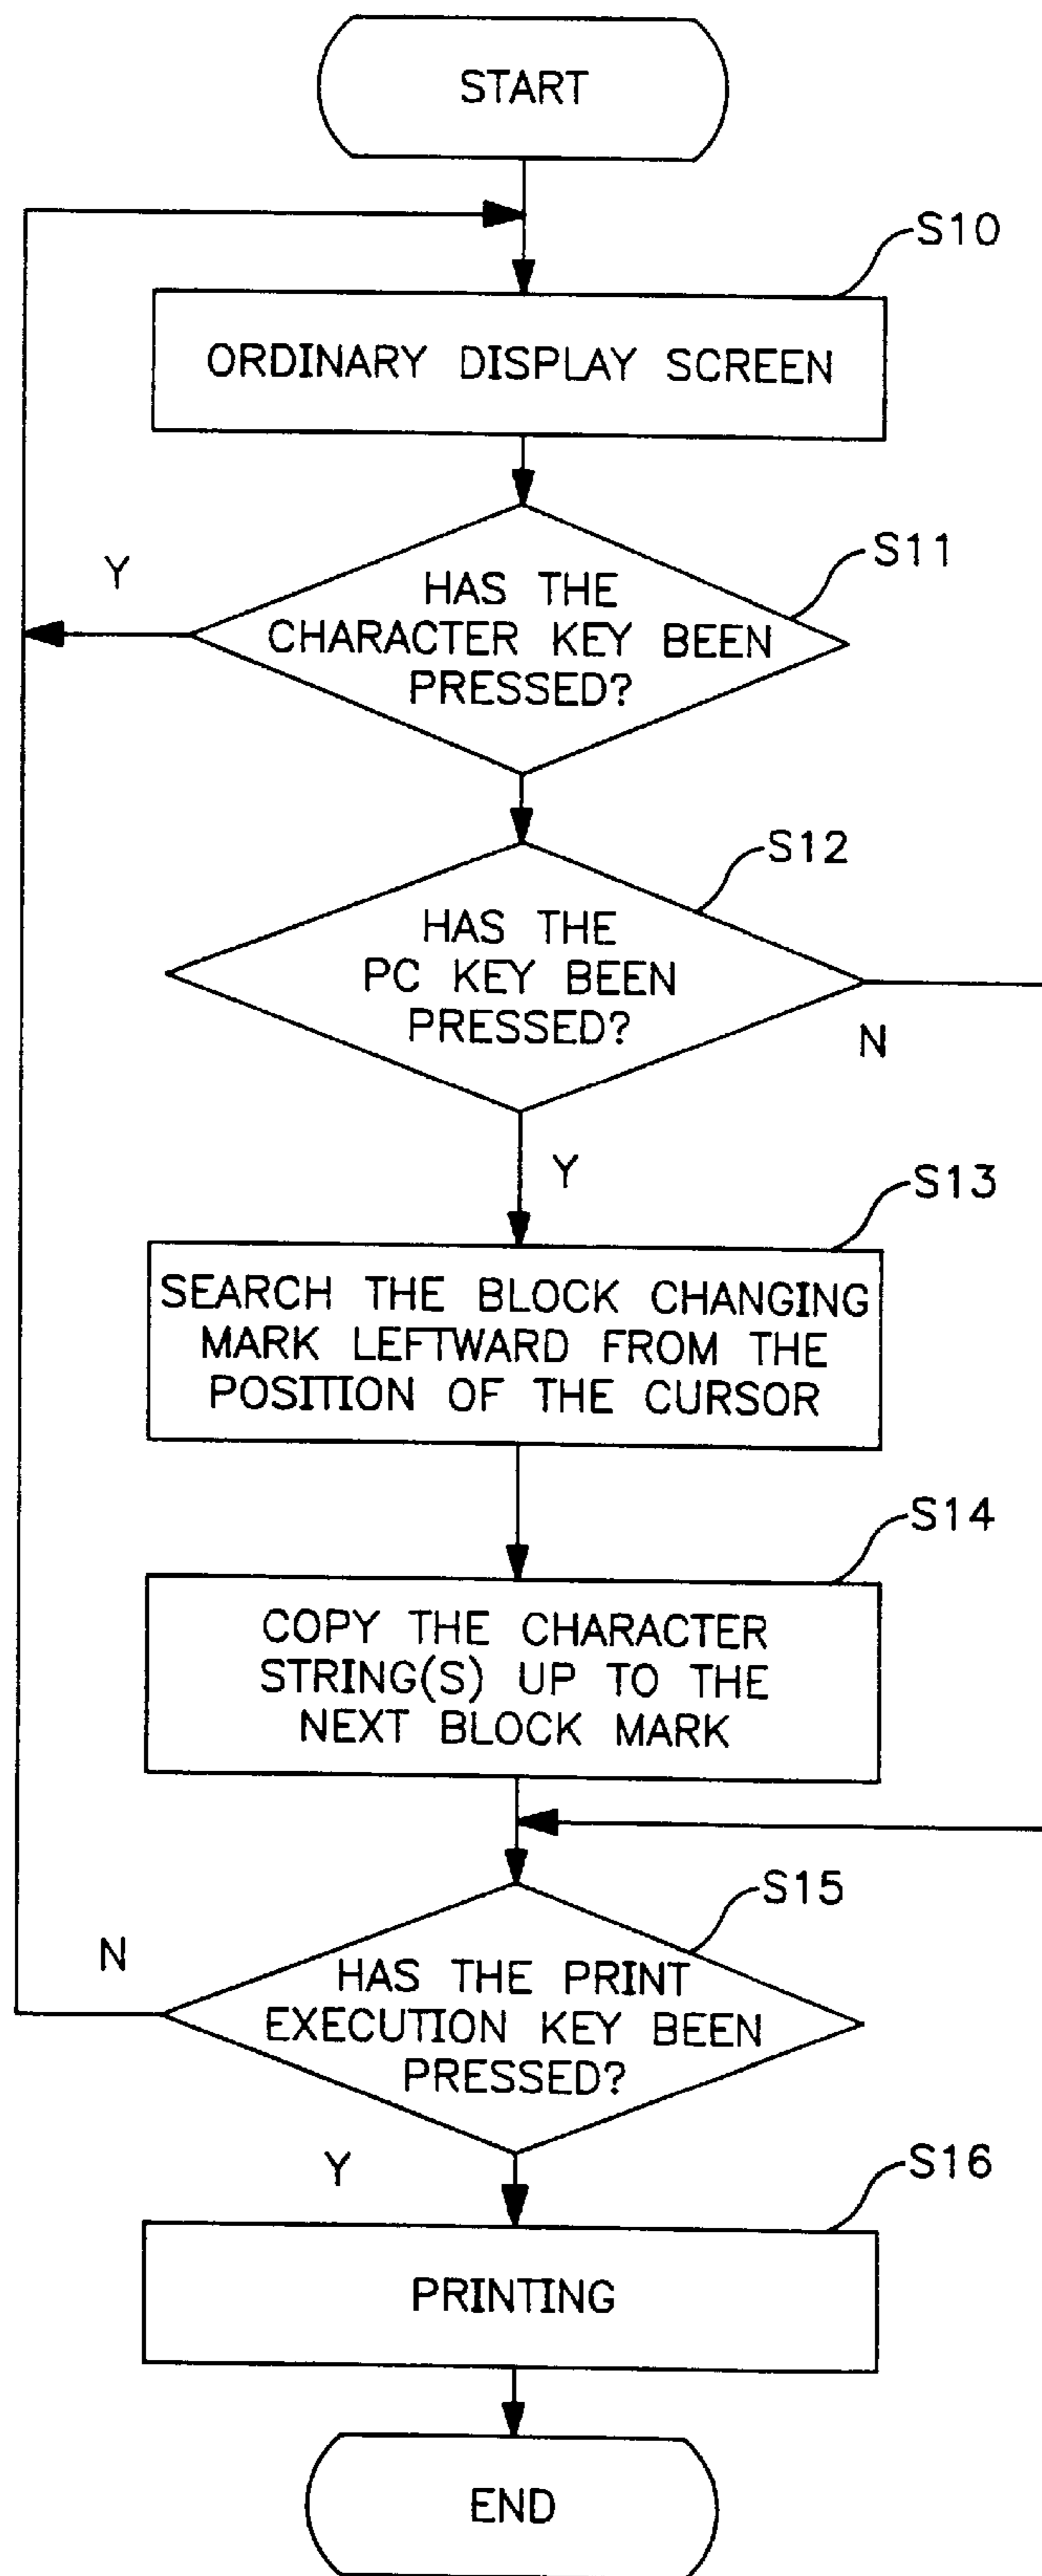 START
S10
ORDINARY DISPLAY SCREEN
S11
Y
HAS THE
CHARACTER KEY BEEN
PRESSED?
S12
HAS THE
PC KEY BEEN
PRESSED?
N
Y
S13
SEARCH THE BLOCK CHANGING
MARK LEFTWARD FROM THE
POSITION OF THE CURSOR
S14
COPY THE CHARACTER
STRING(S) UP TO THE
NEXT BLOCK MARK
S15
N
HAS THE PRINT
EXECUTION KEY BEEN
PRESSED?
Y
S16
PRINTING
END